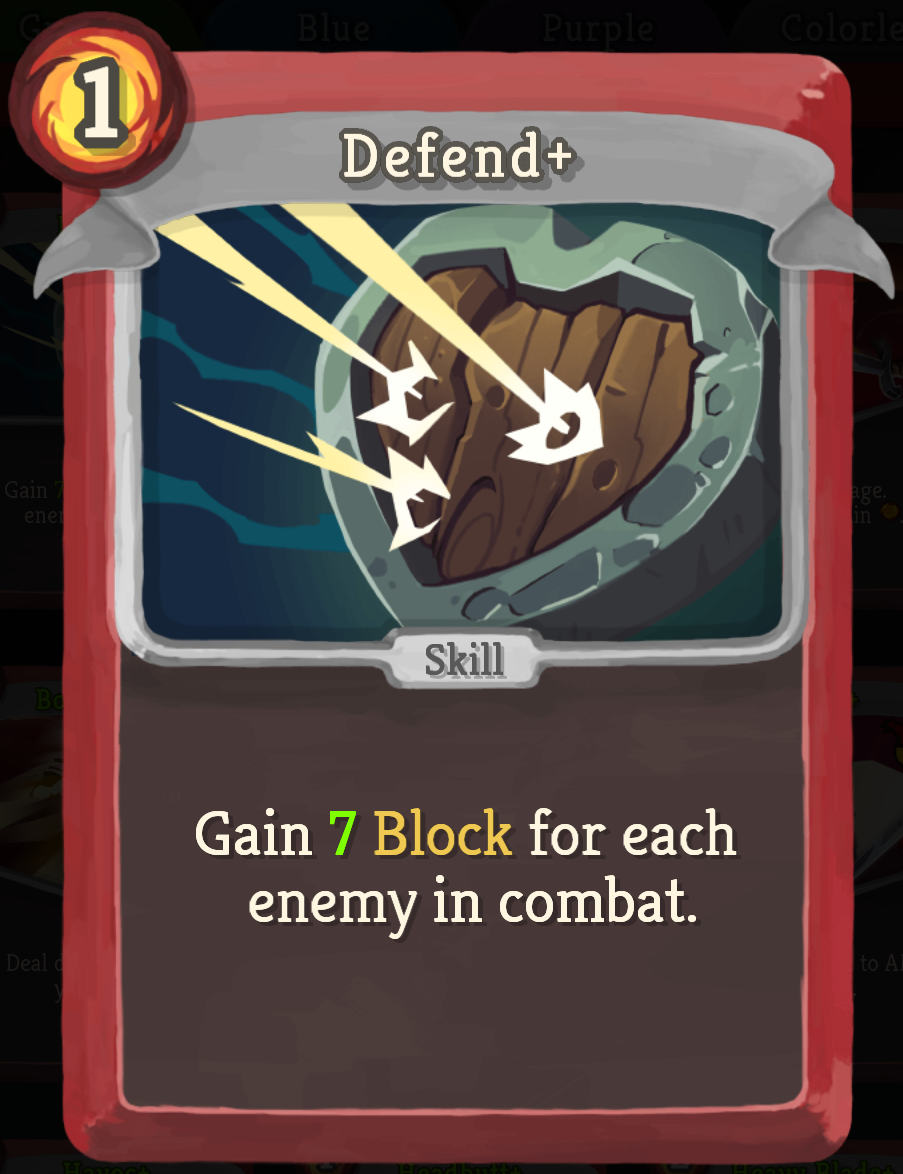 Blue
Purple
1
Defend+
Skill
Gain 7 Block for each
enemy in combat.